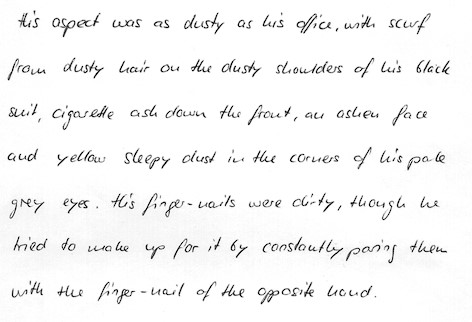 His aspect was as dusty as his office, with scurf
from dusty hair on the dusty shoulders of his black
suit, cigarette ash down the front, an ashen face
and yellow sleepy dust in the corners of his pale
grey eyes. His finger-nails were dirty, though he
tried to make up for it by constantly paring them
with the finger-nail of the opposite hand.